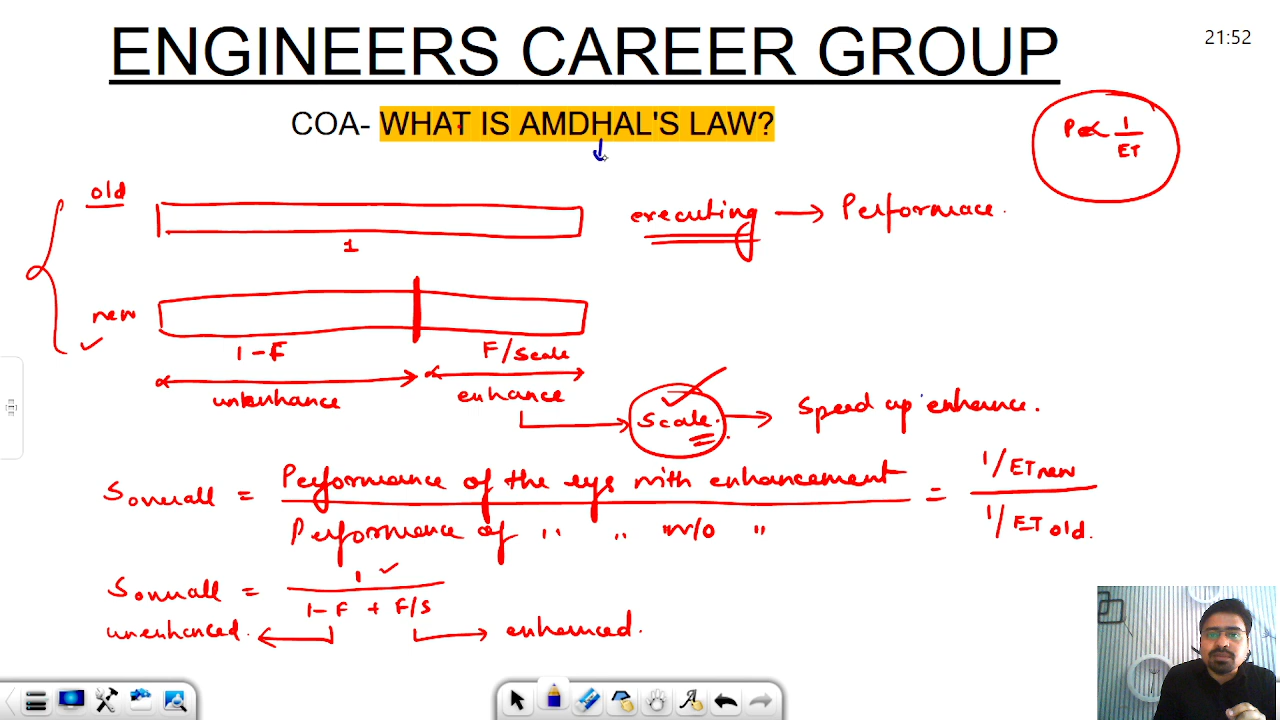 ENGINEERS CAREER GROUP
21:52
COA- WHAT IS AMDHAL'S LAW?
P∝ 1/ET
old
executing → Performace.
1
new
1-F F/scale
unenhance enhance
Scale. → Speed up enhance.
Soverall = Performance of the sys with enhancement / Performance of " " w/o " = 1/ETnew / 1/ETold.
Soverall = 1 / 1-F + F/S
unenhanced. enhanced.